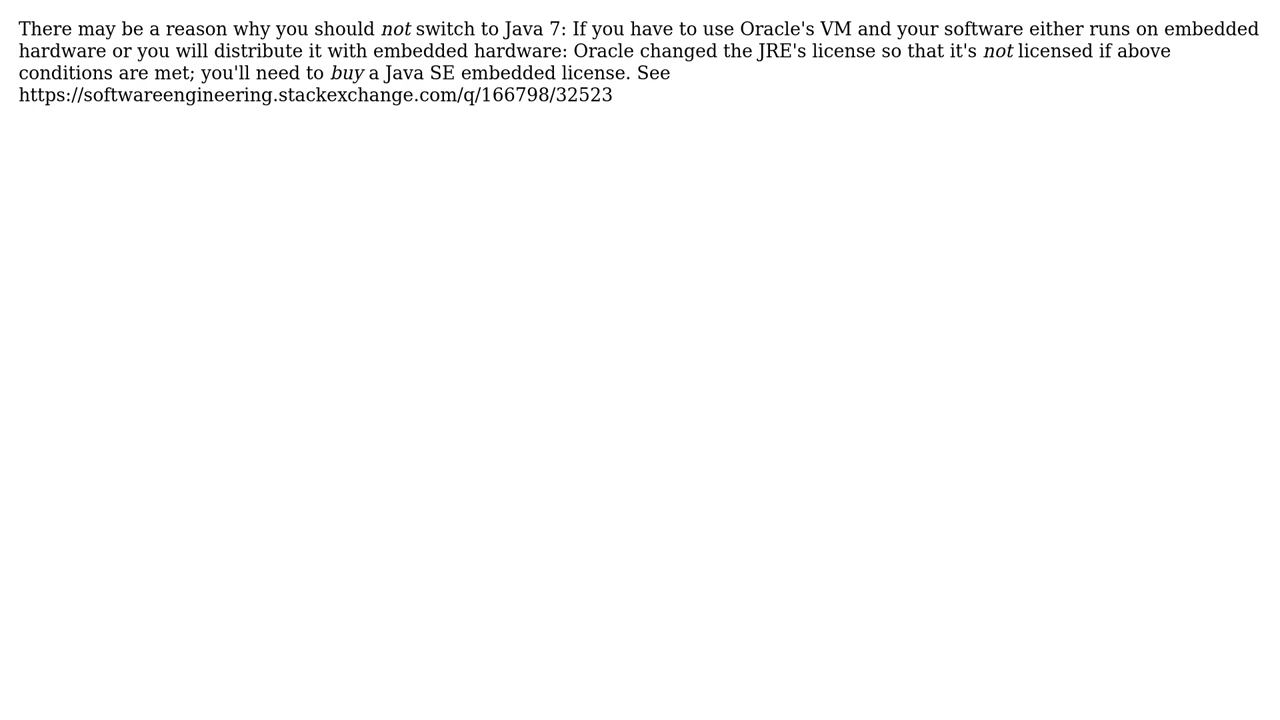 There may be a reason why you should not switch to Java 7: If you have to use Oracle's VM and your software either runs on embedded
hardware or you will distribute it with embedded hardware: Oracle changed the JRE's license so that it's not licensed if above
conditions are met; you'll need to buy a Java SE embedded license. See
https://softwareengineering.stackexchange.com/q/166798/32523